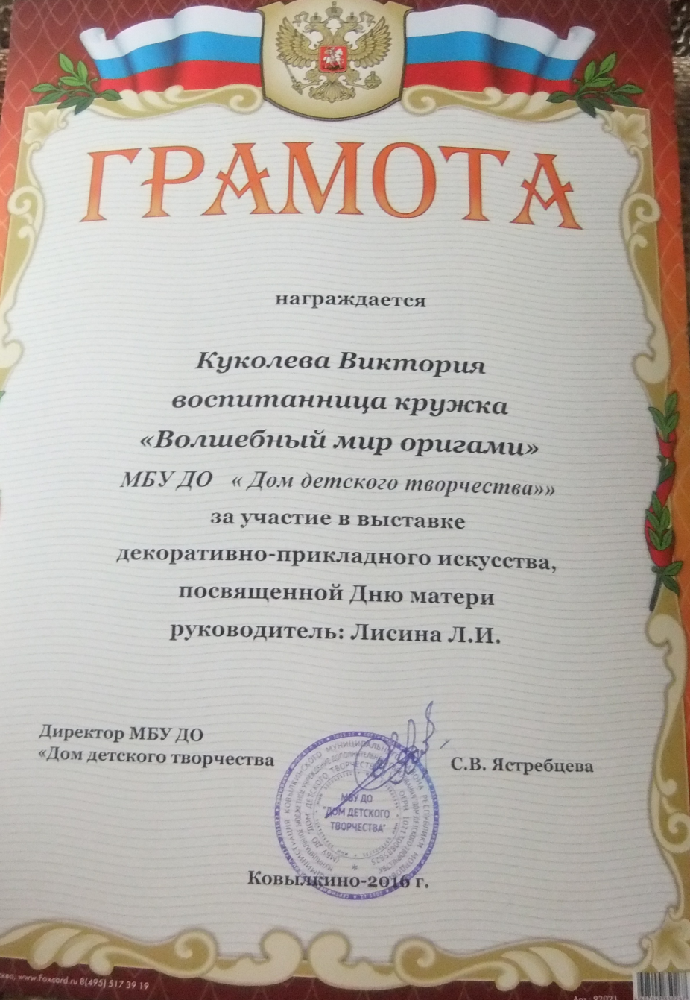 ГРАМОТА
награждается
Куколева Виктория
воспитанница кружка
«Волшебный мир оригами»
МБУ ДО « Дом детского творчества»»
за участие в выставке
декоративно-прикладного искусства,
посвященной Дню матери
руководитель: Лисина Л.И.
Директор МБУ ДО
«Дом детского творчества
С.В. Ястребцева
МБУ ДО
"ДОМ ДЕТСКОГО
ТВОРЧЕСТВА"
Ковылкино-2016 г.
www.Foxcard.ru 8(495) 517 39 19